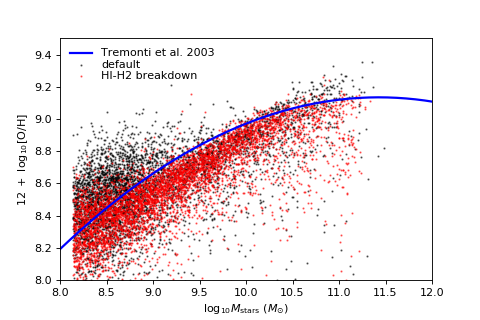 Tremonti et al. 2003
default
HI-H2 breakdown
12 + log₁₀[O/H]
9.4
9.2
9.0
8.8
8.6
8.4
8.2
8.0
8.0 8.5 9.0 9.5 10.0 10.5 11.0 11.5 12.0
log₁₀M_stars (M_⊙)